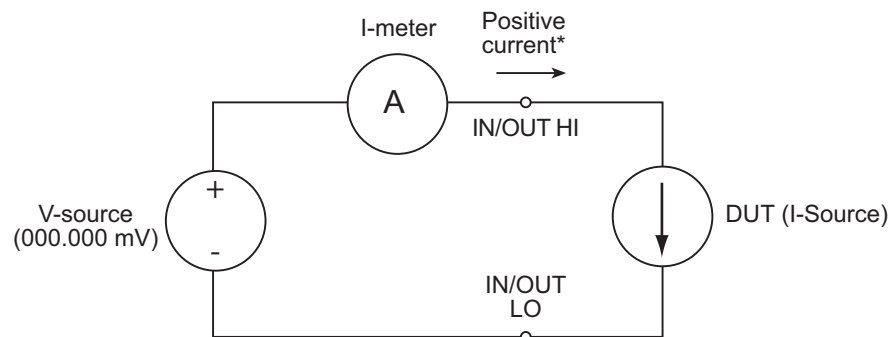 I-meter
Positive
current*
A
IN/OUT HI
+
V-source
(000.000 mV)
-
DUT (I-Source)
IN/OUT
LO